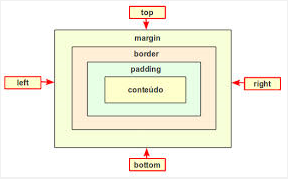 top
margin
border
padding
left
conteúdo
right
bottom